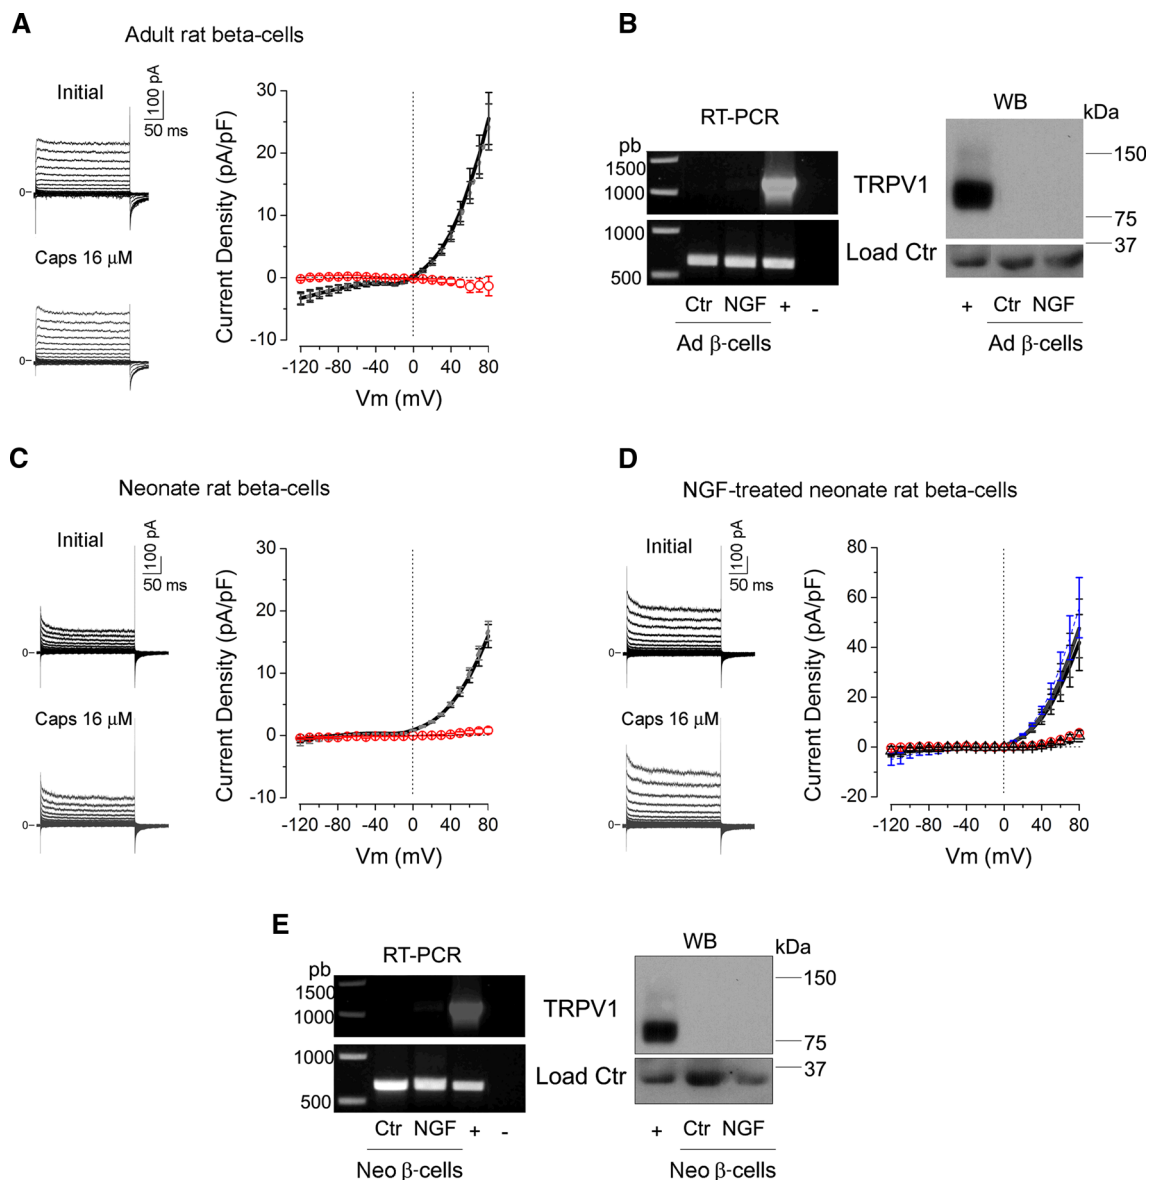 A
Adult rat beta-cells
Initial
100 pA
50 ms
0
Caps 16 µM
0
Current Density (pA/pF)
30
20
10
0
-10
-120 -80 -40 0 40 80
Vm (mV)
B
RT-PCR
pb
1500
1000
1000
500
TRPV1
Load Ctr
Ctr NGF + -
Ad β-cells
WB
kDa
150
75
37
+ Ctr NGF
Ad β-cells
C
Neonate rat beta-cells
Initial
100 pA
50 ms
0
Caps 16 µM
0
Current Density (pA/pF)
30
20
10
0
-10
-120 -80 -40 0 40 80
Vm (mV)
D
NGF-treated neonate rat beta-cells
Initial
100 pA
50 ms
0
Caps 16 µM
0
Current Density (pA/pF)
80
60
40
20
0
-20
-120 -80 -40 0 40 80
Vm (mV)
E
RT-PCR
pb
1500
1000
1000
500
TRPV1
Load Ctr
Ctr NGF + -
Neo β-cells
WB
kDa
150
75
37
+ Ctr NGF
Neo β-cells